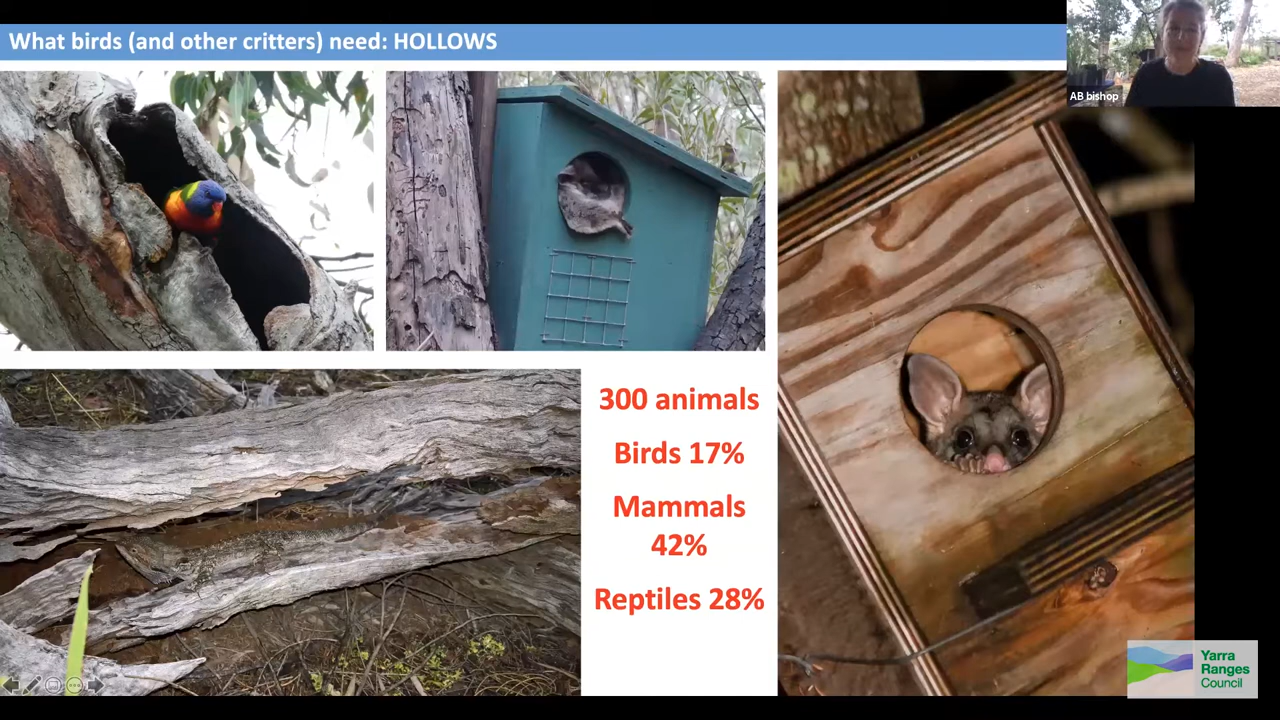 What birds (and other critters) need: HOLLOWS
AB bishop
300 animals
Birds 17%
Mammals
42%
Reptiles 28%
Yarra
Ranges
Council